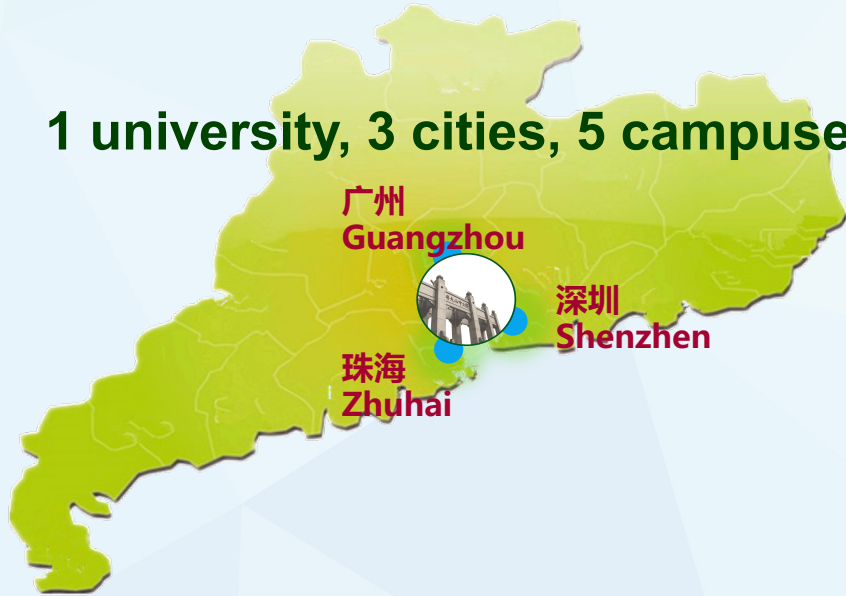 1 university, 3 cities, 5 campuse
广州
Guangzhou
深圳
Shenzhen
珠海
Zhuhai